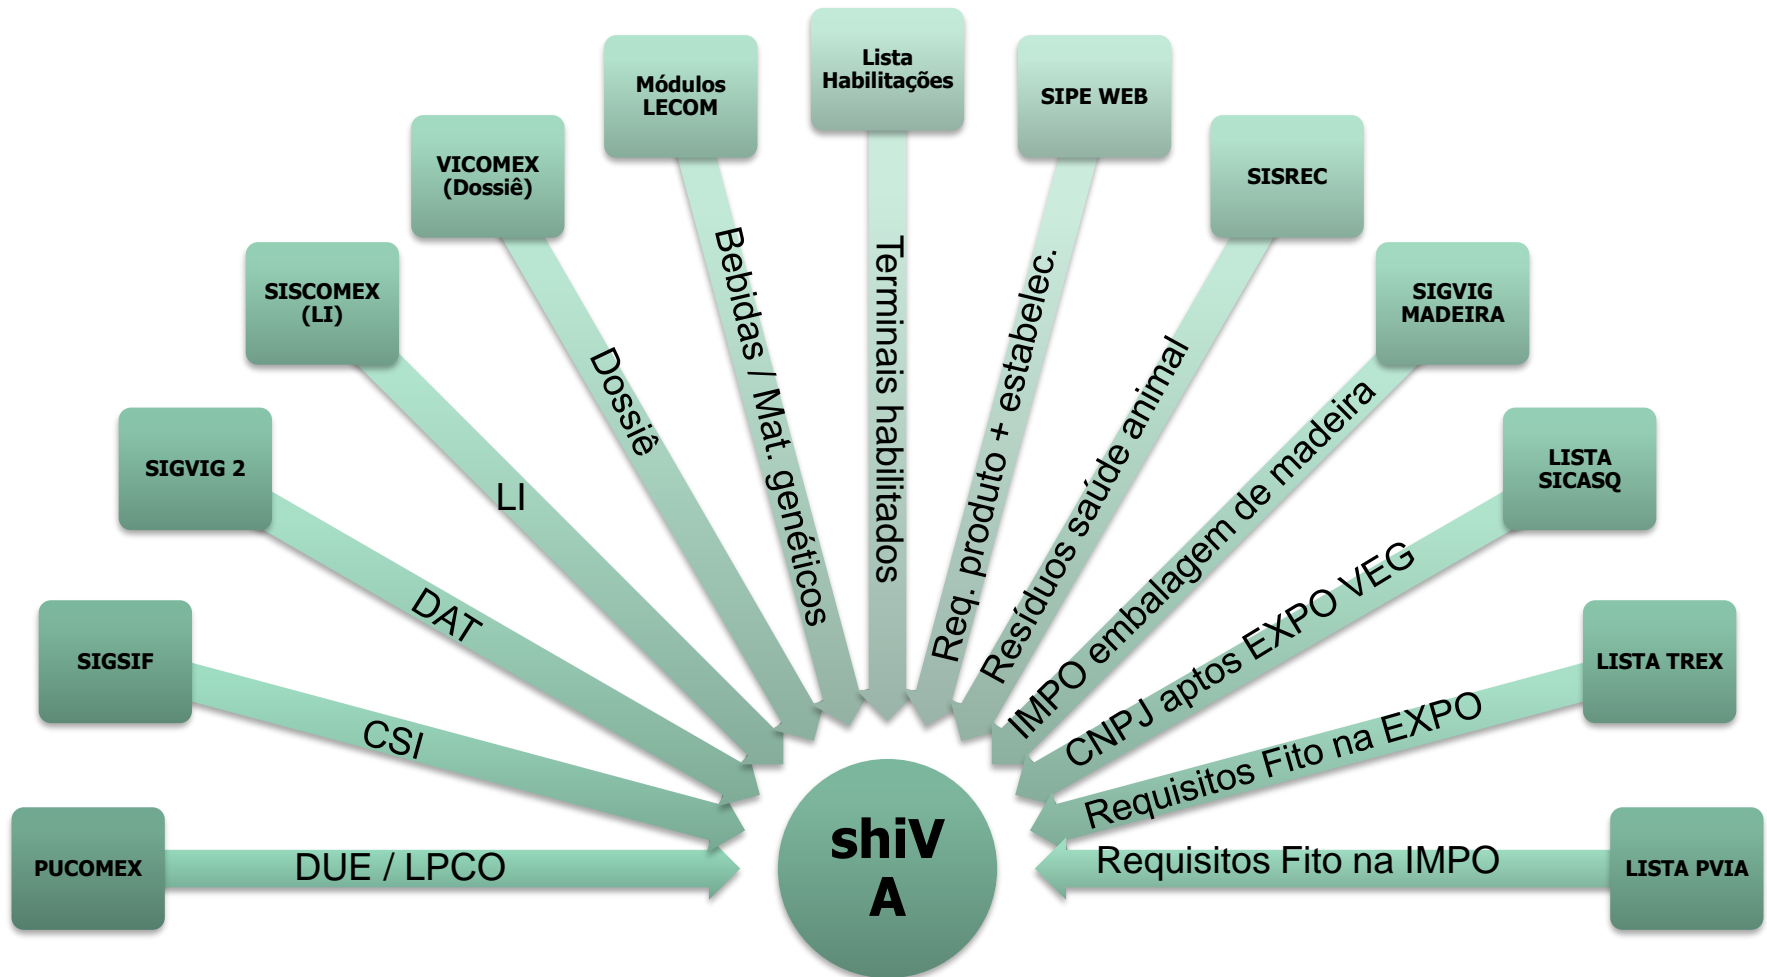 Lista
Habilitações
Módulos
LECOM
SIPE WEB
VICOMEX
(Dossiê)
SISREC
SISCOMEX
(LI)
SIGVIG
MADEIRA
SIGVIG 2
LISTA
SICASQ
SIGSIF
LISTA TREX
PUCOMEX
LISTA PVIA
DUE / LPCO
CSI
DAT
LI
Dossiê
Bebidas / Mat. genéticos
Terminais habilitados
Req. produto + estabelec.
Resíduos saúde animal
IMPO embalagem de madeira
CNPJ aptos EXPO VEG
Requisitos Fito na EXPO
Requisitos Fito na IMPO
shiV
A